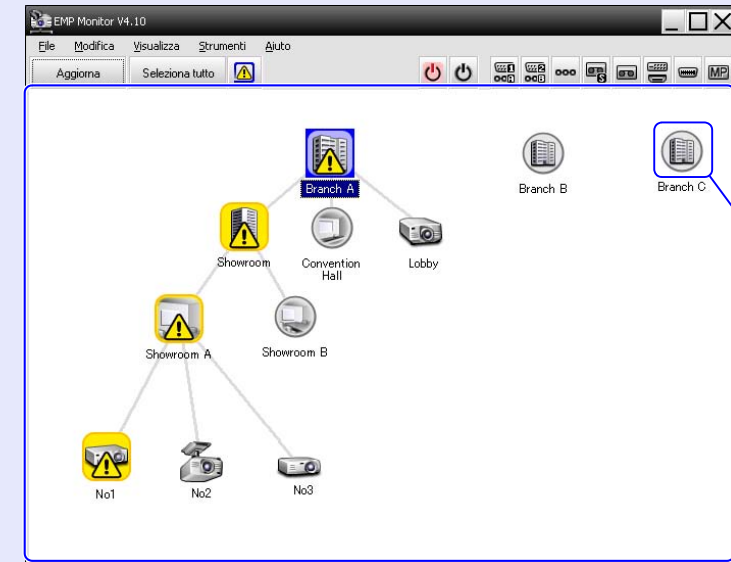 EMP Monitor V4.10
File Modifica Visualizza Strumenti Aiuto
Aggiorna Seleziona tutto
MP
Branch A
Branch B
Branch C
Showroom
Convention
Hall
Lobby
Showroom A
Showroom B
No1
No2
No3